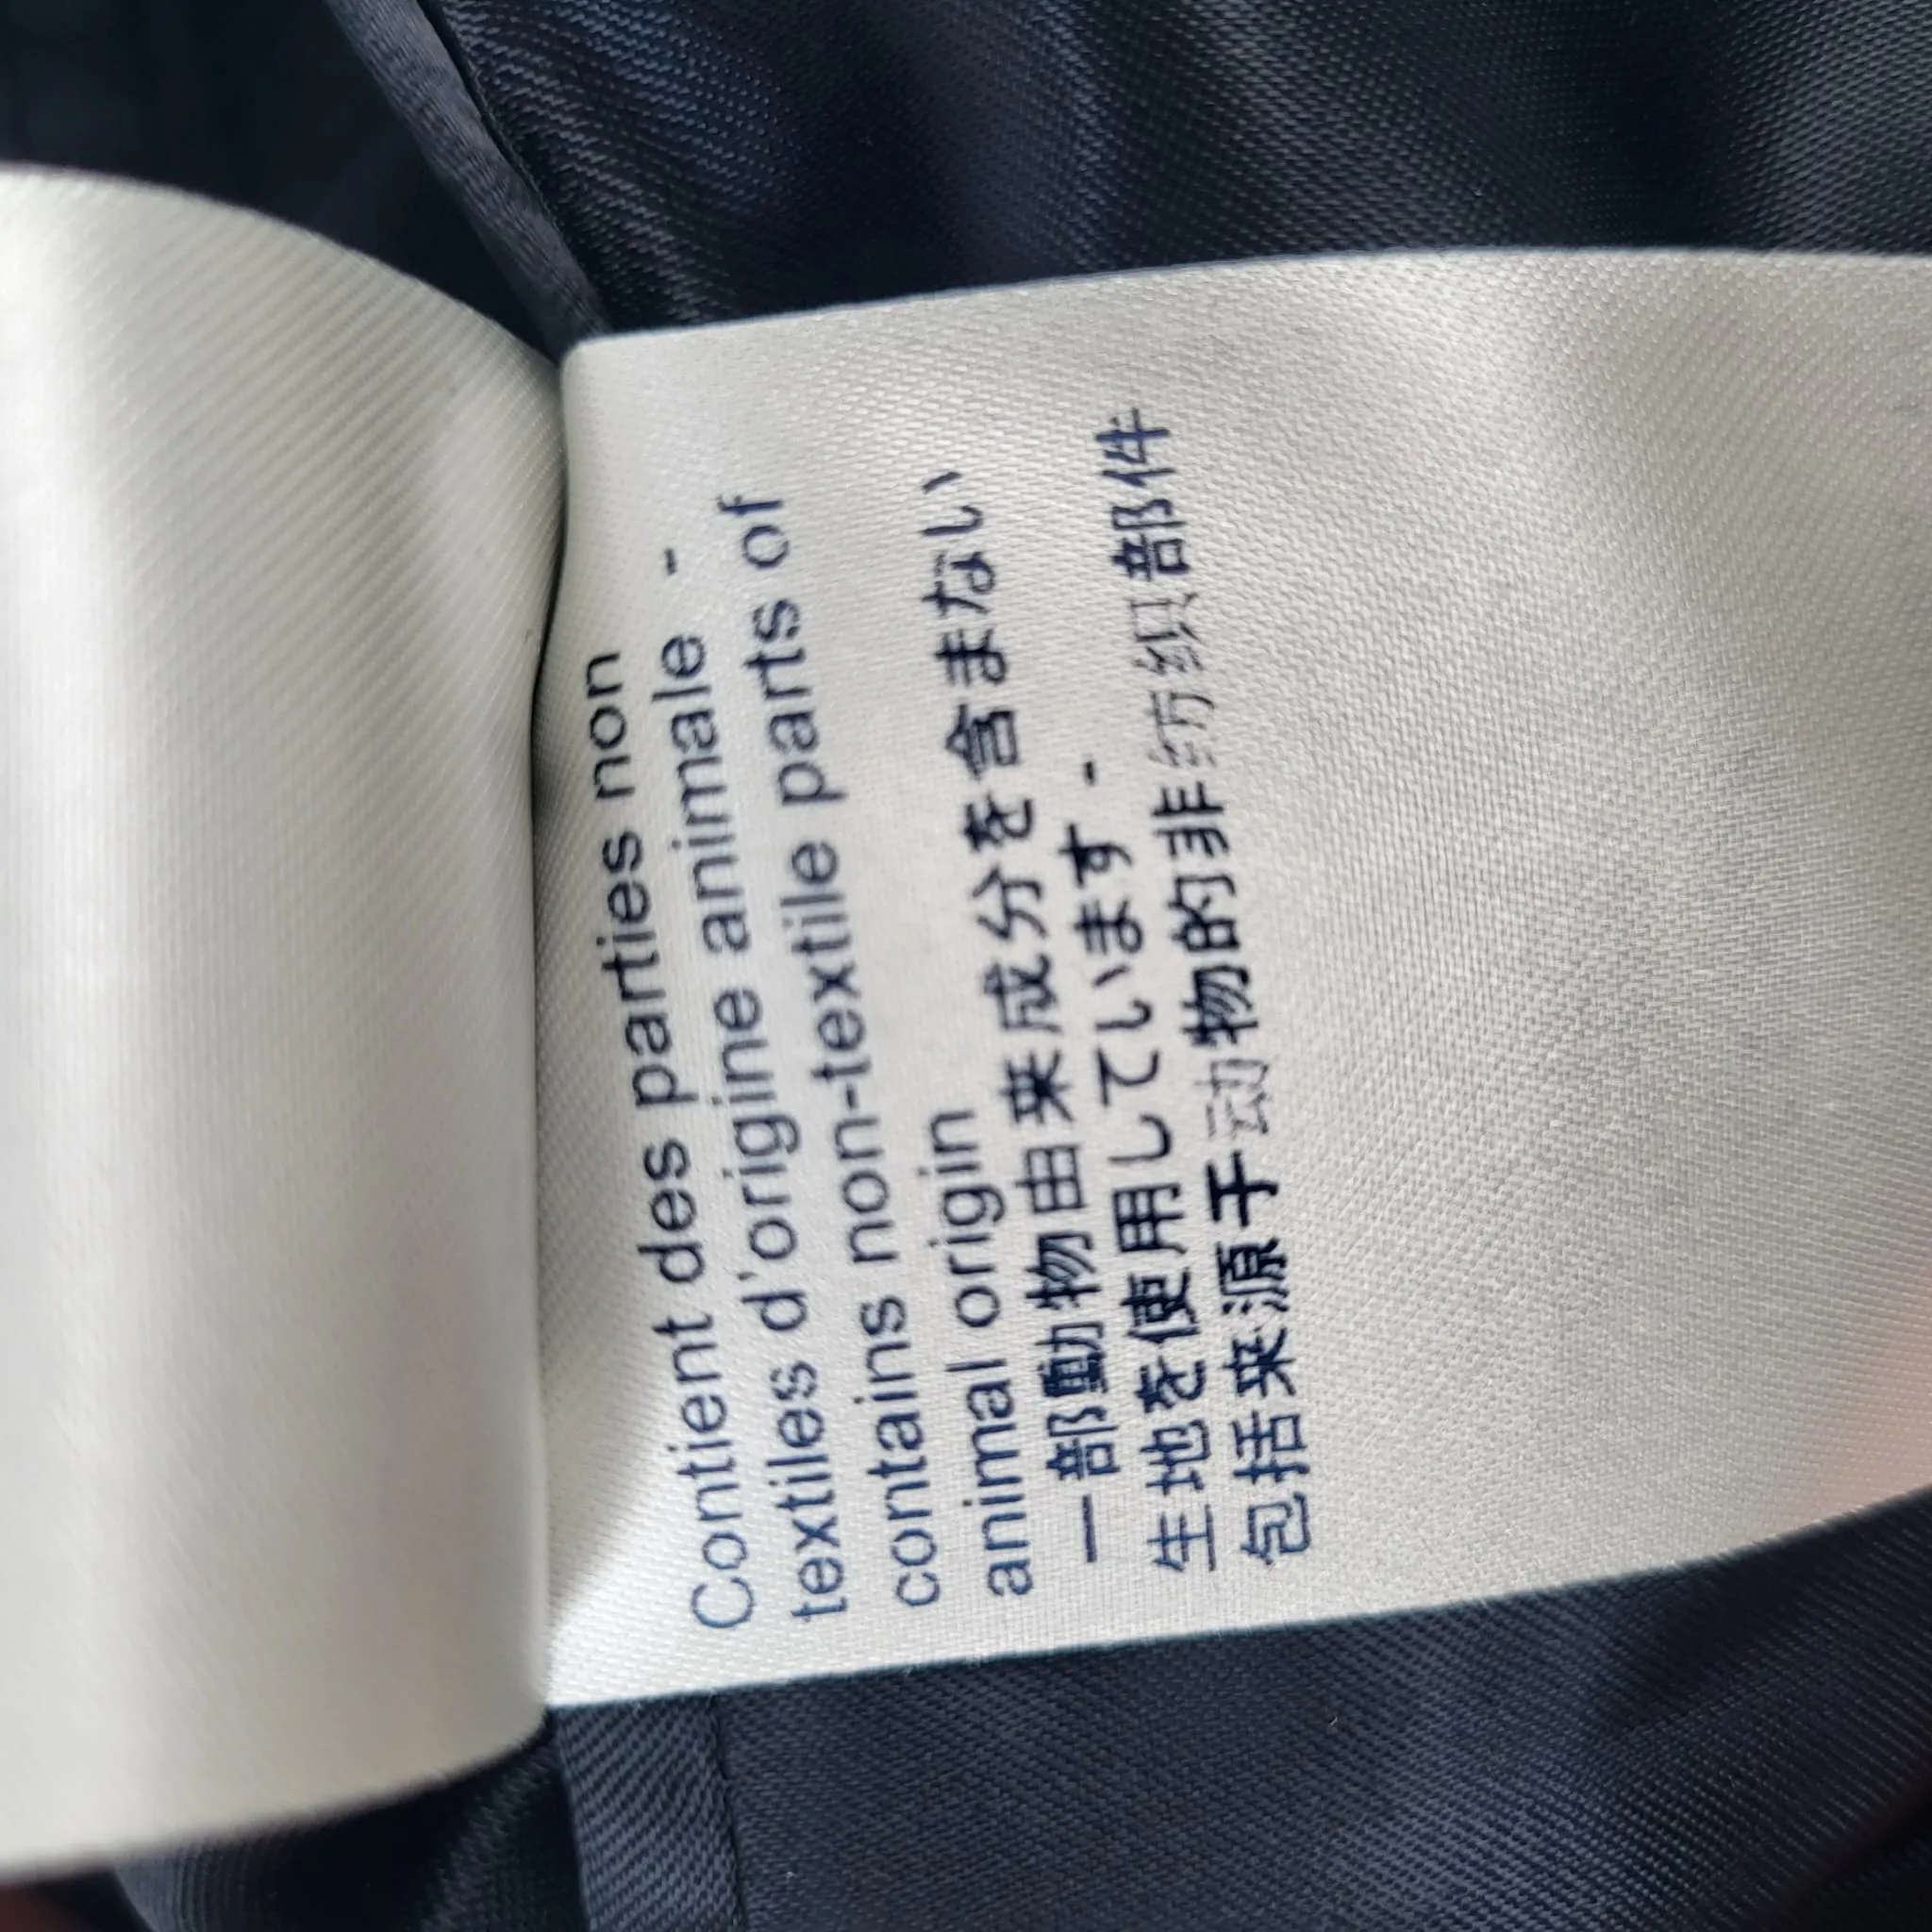 Contient des parties non
textiles d'origine animale -
contains non-textile parts of
animal origin
一部動物由来成分を含まない
生地を使用しています -
包括来源于动物的非纺织部件